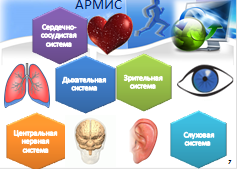 АРМИС
Сердечно-
сосудистая
система
Дыхательная
система
Зрительная
система
Центральная
нервная
система
Слуховая
система
7